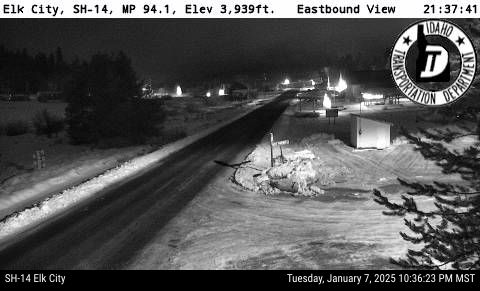 Elk City, SH-14, MP 94.1, Elev 3,939ft. Eastbound View 21:37:41
IDAHO
TRANSPORTATION DEPARTMENT
SH-14 Elk City Tuesday, January 7, 2025 10:36:23 PM MST